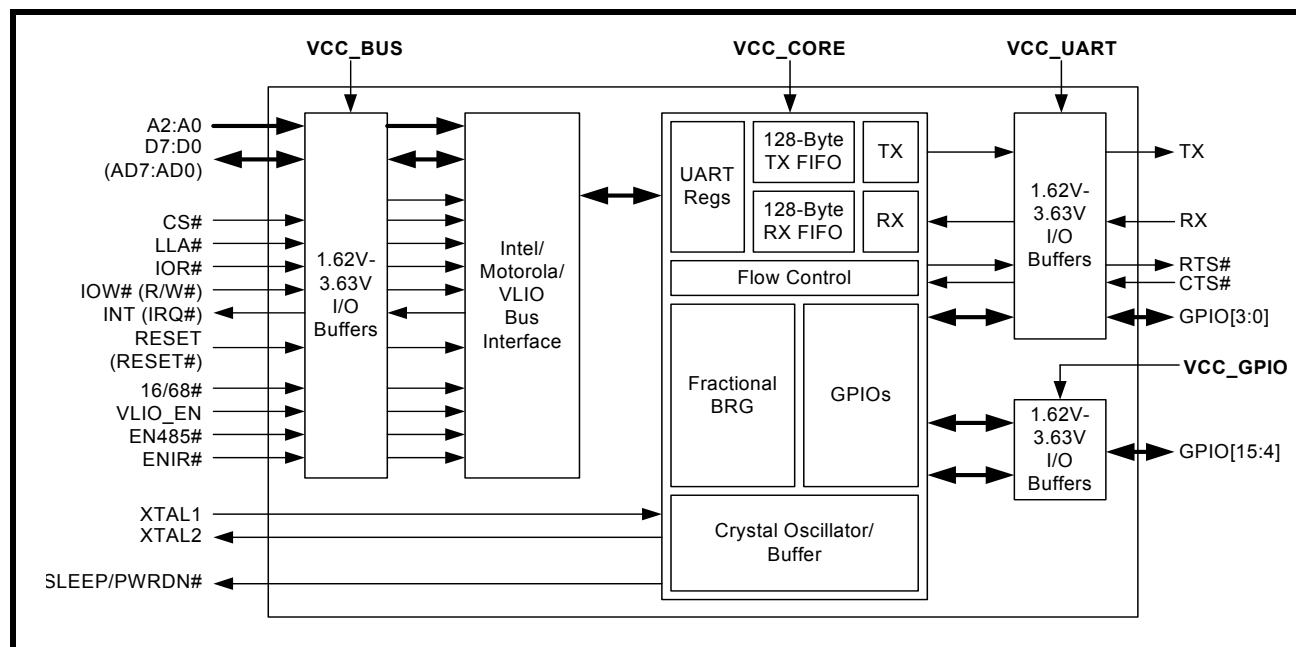 VCC_BUS
VCC_CORE
VCC_UART
A2:A0
D7:D0
(AD7:AD0)
CS#
LLA#
IOR#
IOW# (R/W#)
INT (IRQ#)
RESET
(RESET#)
16/68#
VLIO_EN
EN485#
ENIR#
XTAL1
XTAL2
SLEEP/PWRDN#
1.62V-
3.63V
I/O
Buffers
Intel/
Motorola/
VLIO
Bus
Interface
UART
Regs
128-Byte
TX FIFO
TX
128-Byte
RX FIFO
RX
Flow Control
Fractional
BRG
GPIOs
Crystal Oscillator/
Buffer
1.62V-
3.63V
I/O
Buffers
TX
RX
RTS#
CTS#
GPIO[3:0]
VCC_GPIO
1.62V-
3.63V
I/O
Buffers
GPIO[15:4]